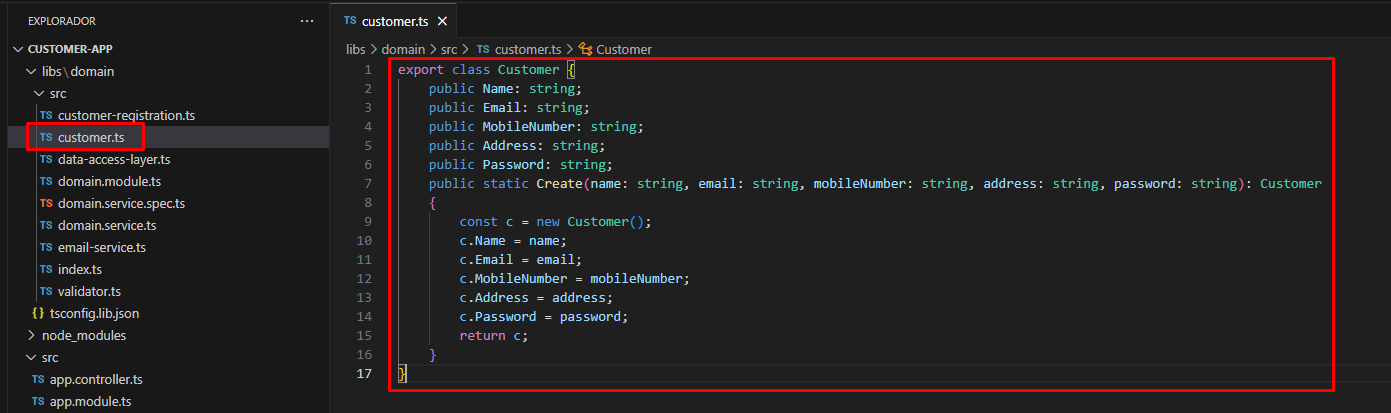 EXPLORADOR
CUSTOMER-APP
libs\domain
src
TS customer-registration.ts
TS customer.ts
TS data-access-layer.ts
TS domain.module.ts
TS domain.service.spec.ts
TS domain.service.ts
TS email-service.ts
TS index.ts
TS validator.ts
{} tsconfig.lib.json
node_modules
src
TS app.controller.ts
TS app.module.ts
TS customer.ts
libs > domain > src > TS customer.ts > Customer
1 export class Customer {
2 public Name: string;
3 public Email: string;
4 public MobileNumber: string;
5 public Address: string;
6 public Password: string;
7 public static Create(name: string, email: string, mobileNumber: string, address: string, password: string): Customer
8 {
9 const c = new Customer();
10 c.Name = name;
11 c.Email = email;
12 c.MobileNumber = mobileNumber;
13 c.Address = address;
14 c.Password = password;
15 return c;
16 }
17 }